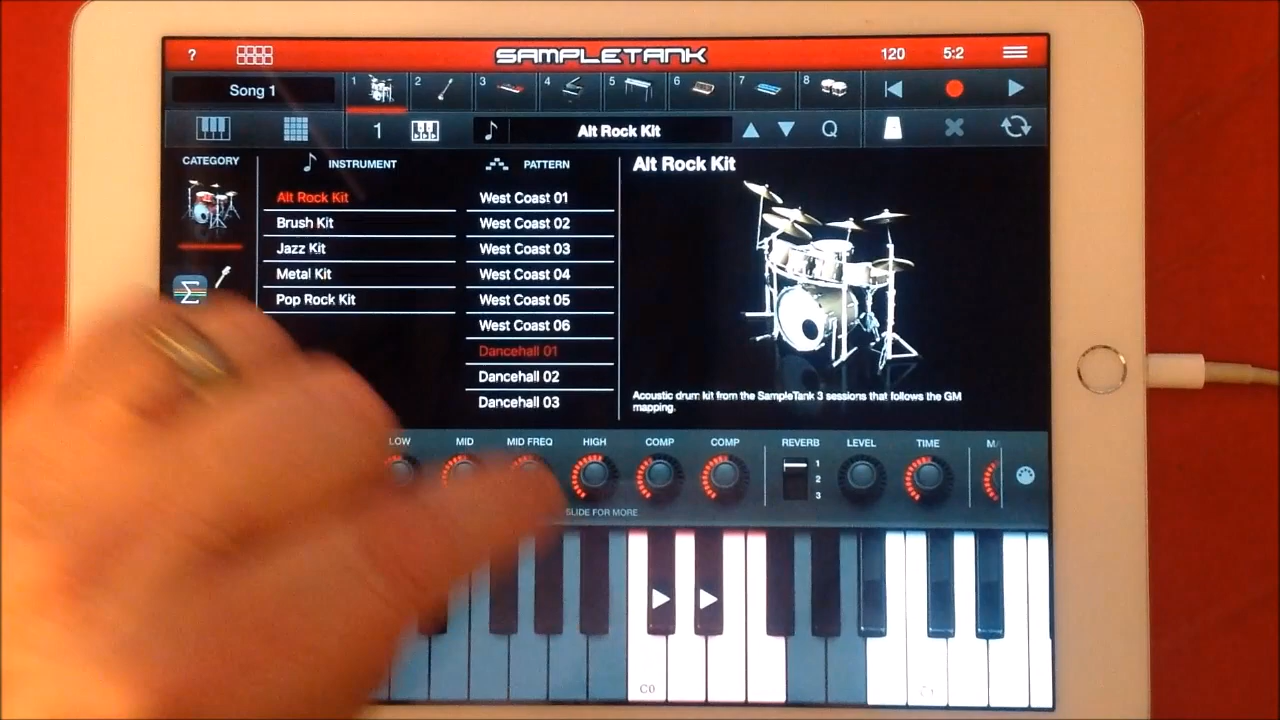 ? SAMPLETANK 120 5:2
Song 1 1 2 3 4 5 6 7 8
1 Alt Rock Kit Q
CATEGORY INSTRUMENT PATTERN
Alt Rock Kit
Alt Rock Kit
Brush Kit
Jazz Kit
Metal Kit
Pop Rock Kit
West Coast 01
West Coast 02
West Coast 03
West Coast 04
West Coast 05
West Coast 06
Dancehall 01
Dancehall 02
Dancehall 03
Σ
Acoustic drum kit from the SampleTank 3 sessions that follows the GM
mapping.
LOW MID MID FREQ HIGH COMP COMP REVERB LEVEL TIME
1
2
3
SLIDE FOR MORE
C0